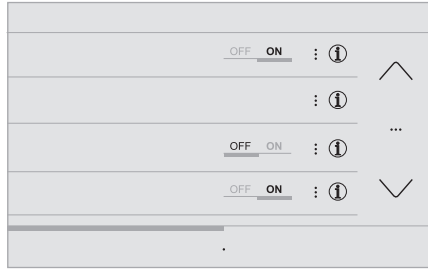 OFF ON ⋮ i
⋮ i
...
OFF ON ⋮ i
OFF ON ⋮ i
.